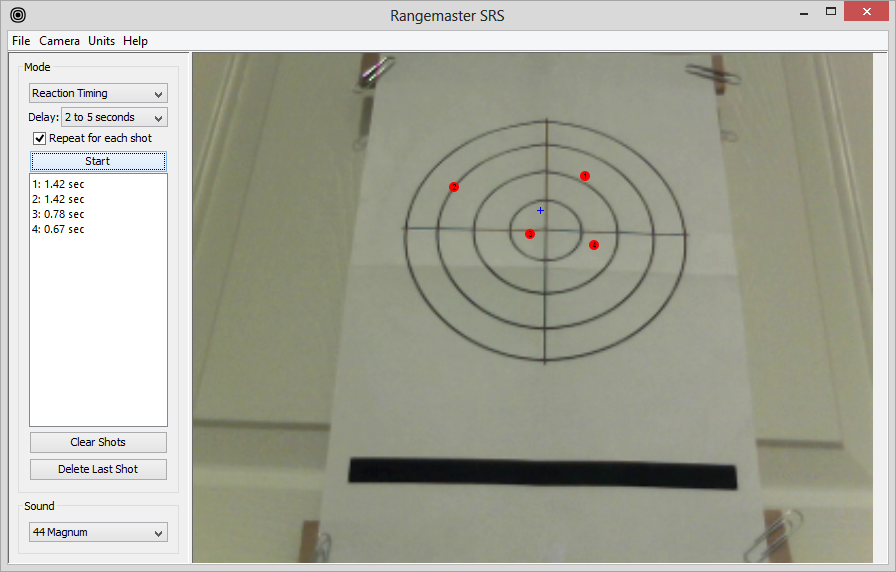 Rangemaster SRS
File Camera Units Help
Mode
Reaction Timing
Delay: 2 to 5 seconds
Repeat for each shot
Start
1: 1.42 sec
2: 1.42 sec
3: 0.78 sec
4: 0.67 sec
Clear Shots
Delete Last Shot
Sound
44 Magnum
1
2
3
4